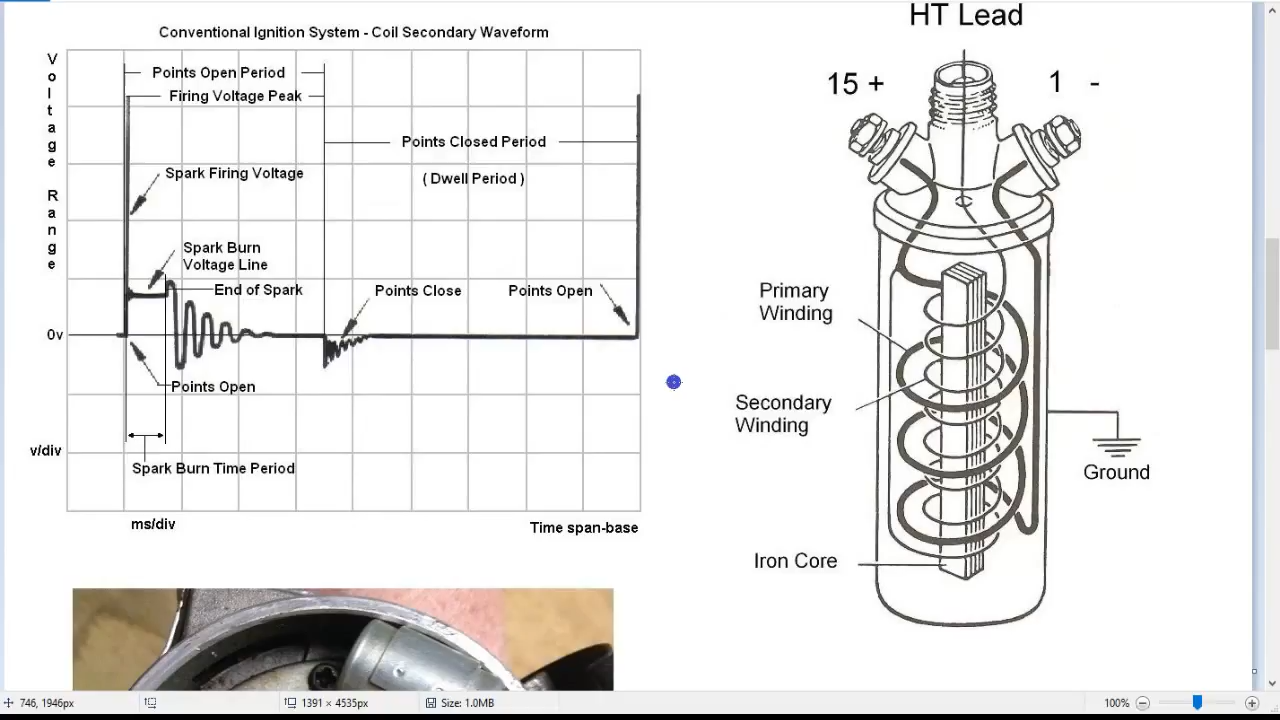 Conventional Ignition System - Coil Secondary Waveform
Voltage Range
Points Open Period
Firing Voltage Peak
Points Closed Period
( Dwell Period )
Spark Firing Voltage
Spark Burn
Voltage Line
End of Spark
Points Close
Points Open
0v
Points Open
v/div
Spark Burn Time Period
ms/div
Time span-base
HT Lead
15 +
1 -
Primary
Winding
Secondary
Winding
Ground
Iron Core
746, 1946px
1391 × 4535px
Size: 1.0MB
100%